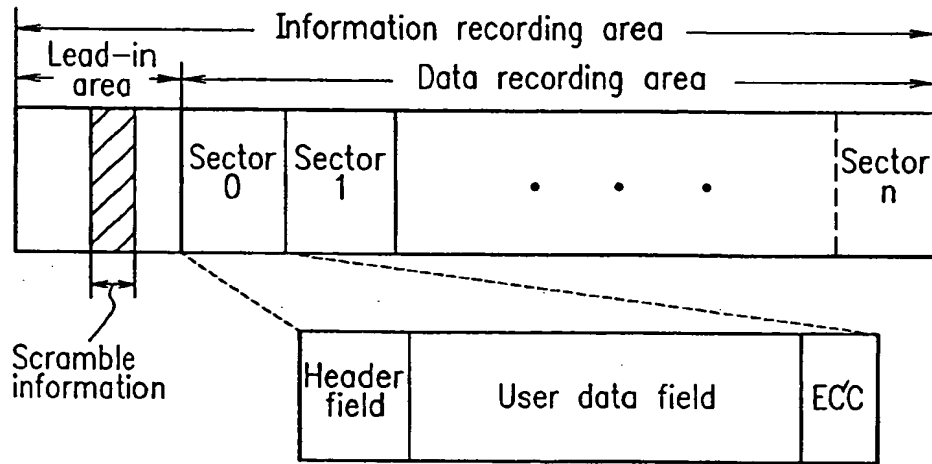 Information recording area
Lead-in
area
Data recording area
Sector
0
Sector
1
Sector
n
Scramble
information
Header
field
User data field
ECC